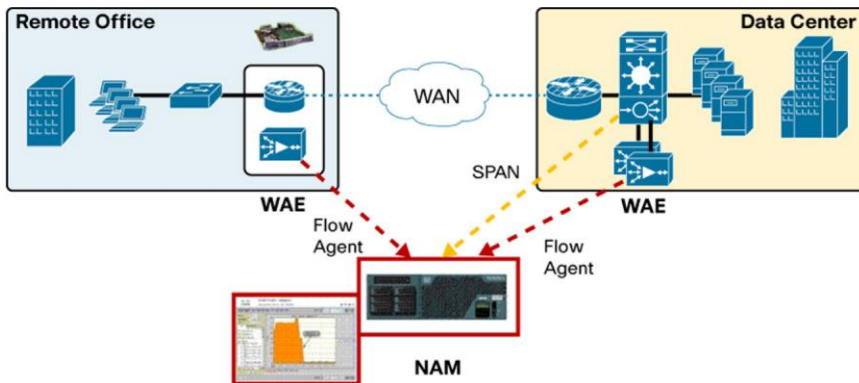 Remote Office
Data Center
WAN
SPAN
WAE
WAE
Flow
Agent
Flow
Agent
NAM